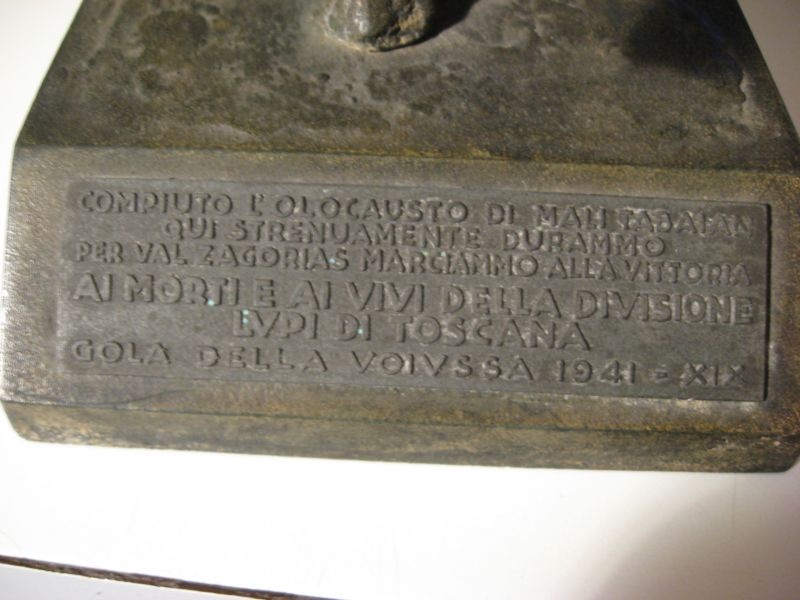 COMPIUTO L'OLOCAUSTO DI MALI TABAIAN
QUI STRENUAMENTE DURAMMO
PER VAL ZAGORIAS MARCIAMMO ALLA VITTORIA
AI MORTI E AI VIVI DELLA DIVISIONE
LVPI DI TOSCANA
GOLA DELLA VOIVSSA 1941 = XIX